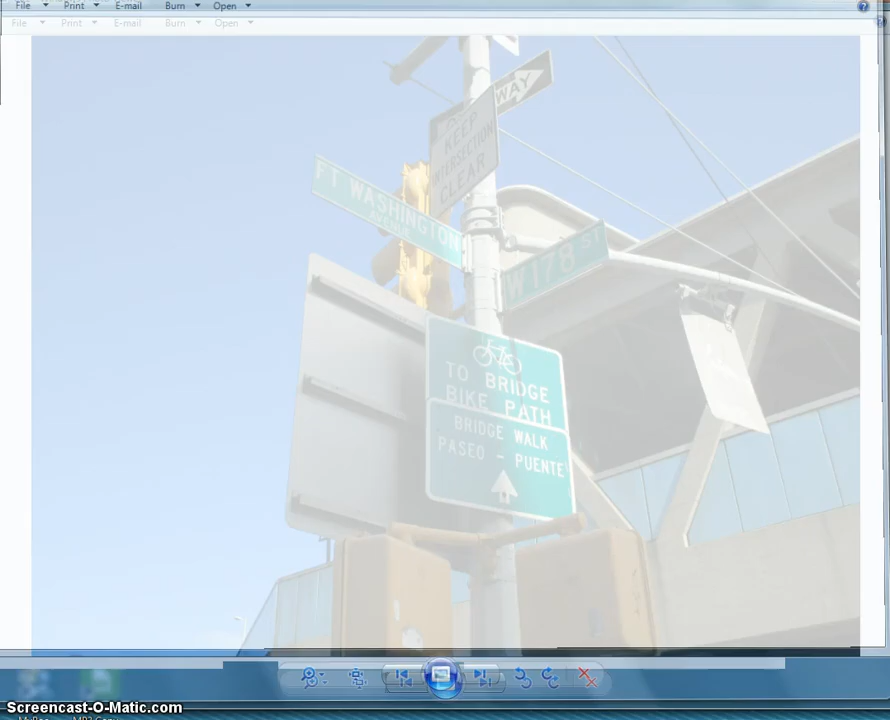 File Print E-mail Burn Open
File Print E-mail Burn Open
WAY
KEEP
INTERSECTION
CLEAR
FT WASHINGTON
AVENUE
W 178 ST
TO BRIDGE
BIKE PATH
BRIDGE WALK
PASEO - PUENTE
Screencast-O-Matic.com